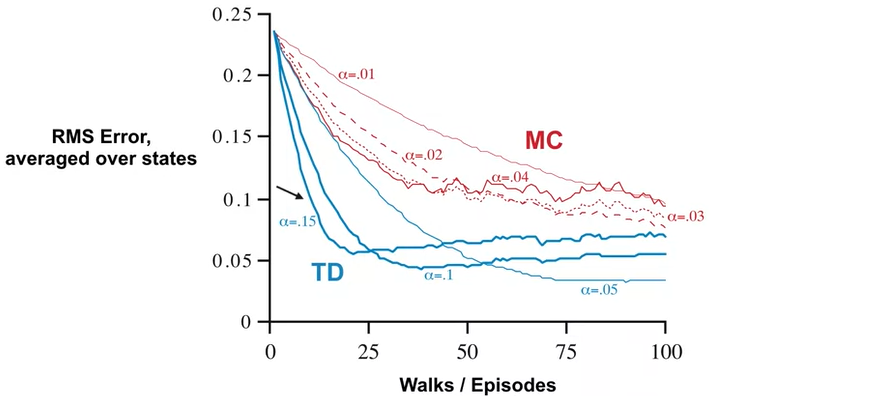 0.25
0.2
0.15
0.1
0.05
0
RMS Error,
averaged over states
α=.01
α=.02
MC
α=.04
α=.03
α=.15
TD
α=.1
α=.05
0
25
50
75
100
Walks / Episodes